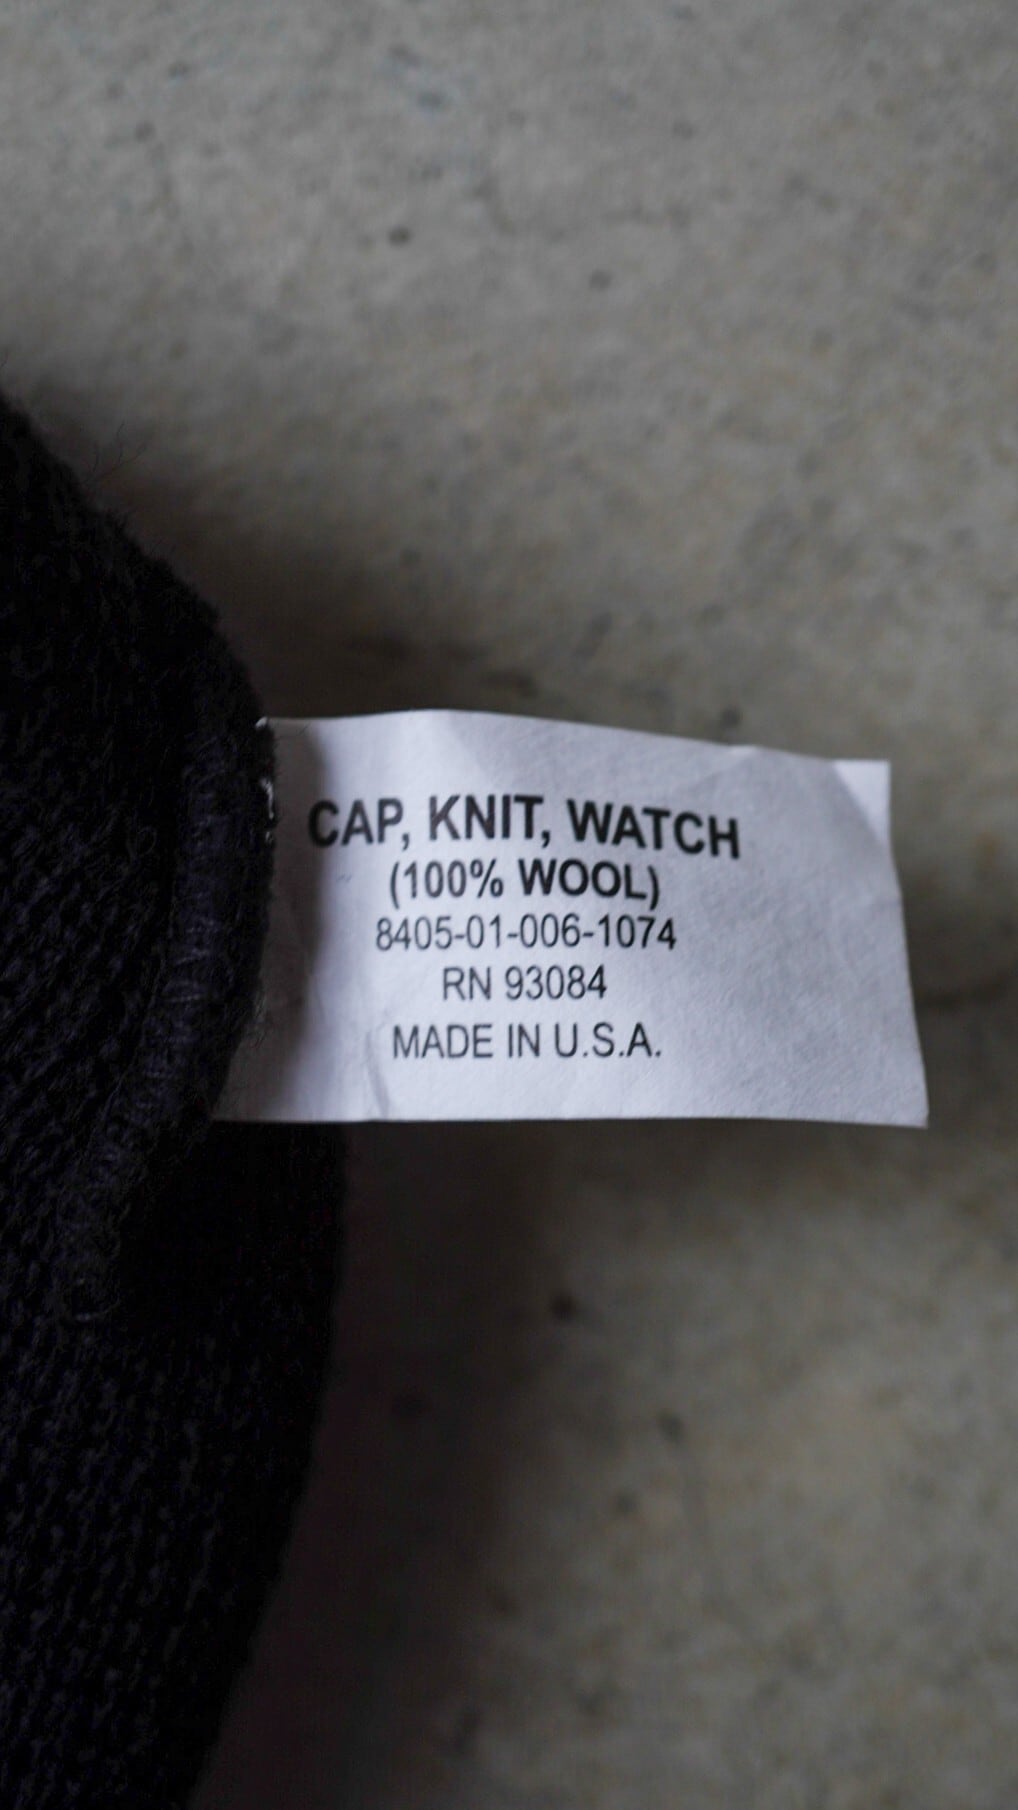 CAP, KNIT, WATCH
(100% WOOL)
8405-01-006-1074
RN 93084
MADE IN U.S.A.